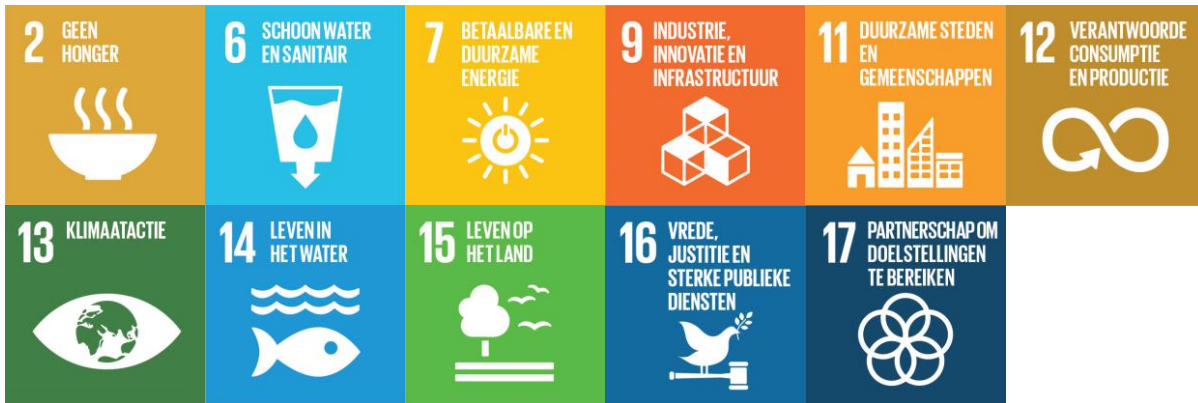 2 GEEN
HONGER
6 SCHOON WATER
EN SANITAIR
7 BETAALBARE EN
DUURZAME
ENERGIE
9 INDUSTRIE,
INNOVATIE EN
INFRASTRUCTUUR
11 DUURZAME STEDEN
EN
GEMEENSCHAPPEN
12 VERANTWOORDE
CONSUMPTIE
EN PRODUCTIE
13 KLIMAATACTIE
14 LEVEN IN
HET WATER
15 LEVEN OP
HET LAND
16 VREDE,
JUSTITIE EN
STERKE PUBLIEKE
DIENSTEN
17 PARTNERSCHAP OM
DOELSTELLINGEN
TE BEREIKEN